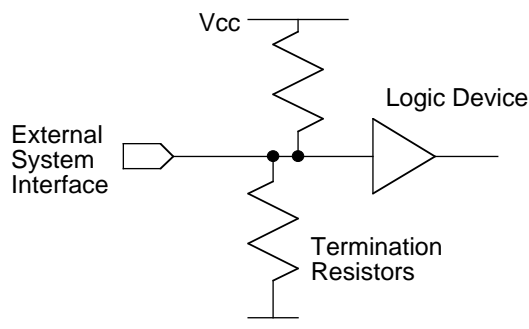 Vcc
Logic Device
External
System
Interface
Termination
Resistors